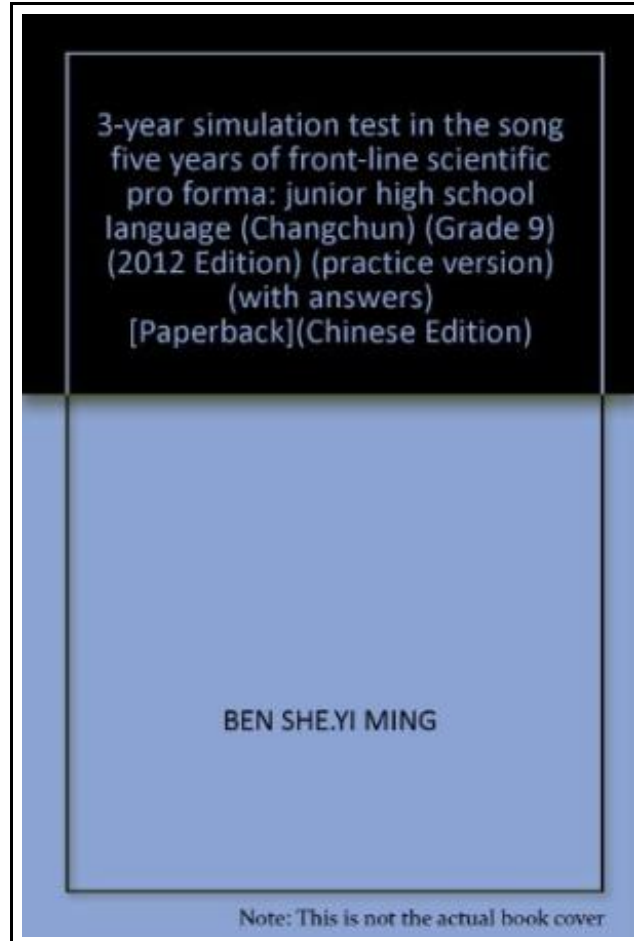 3-year simulation test in the song
five years of front-line scientific
pro forma: junior high school
language (Changchun) (Grade 9)
(2012 Edition) (practice version)
(with answers)
[Paperback](Chinese Edition)
BEN SHE.YI MING
Note: This is not the actual book cover